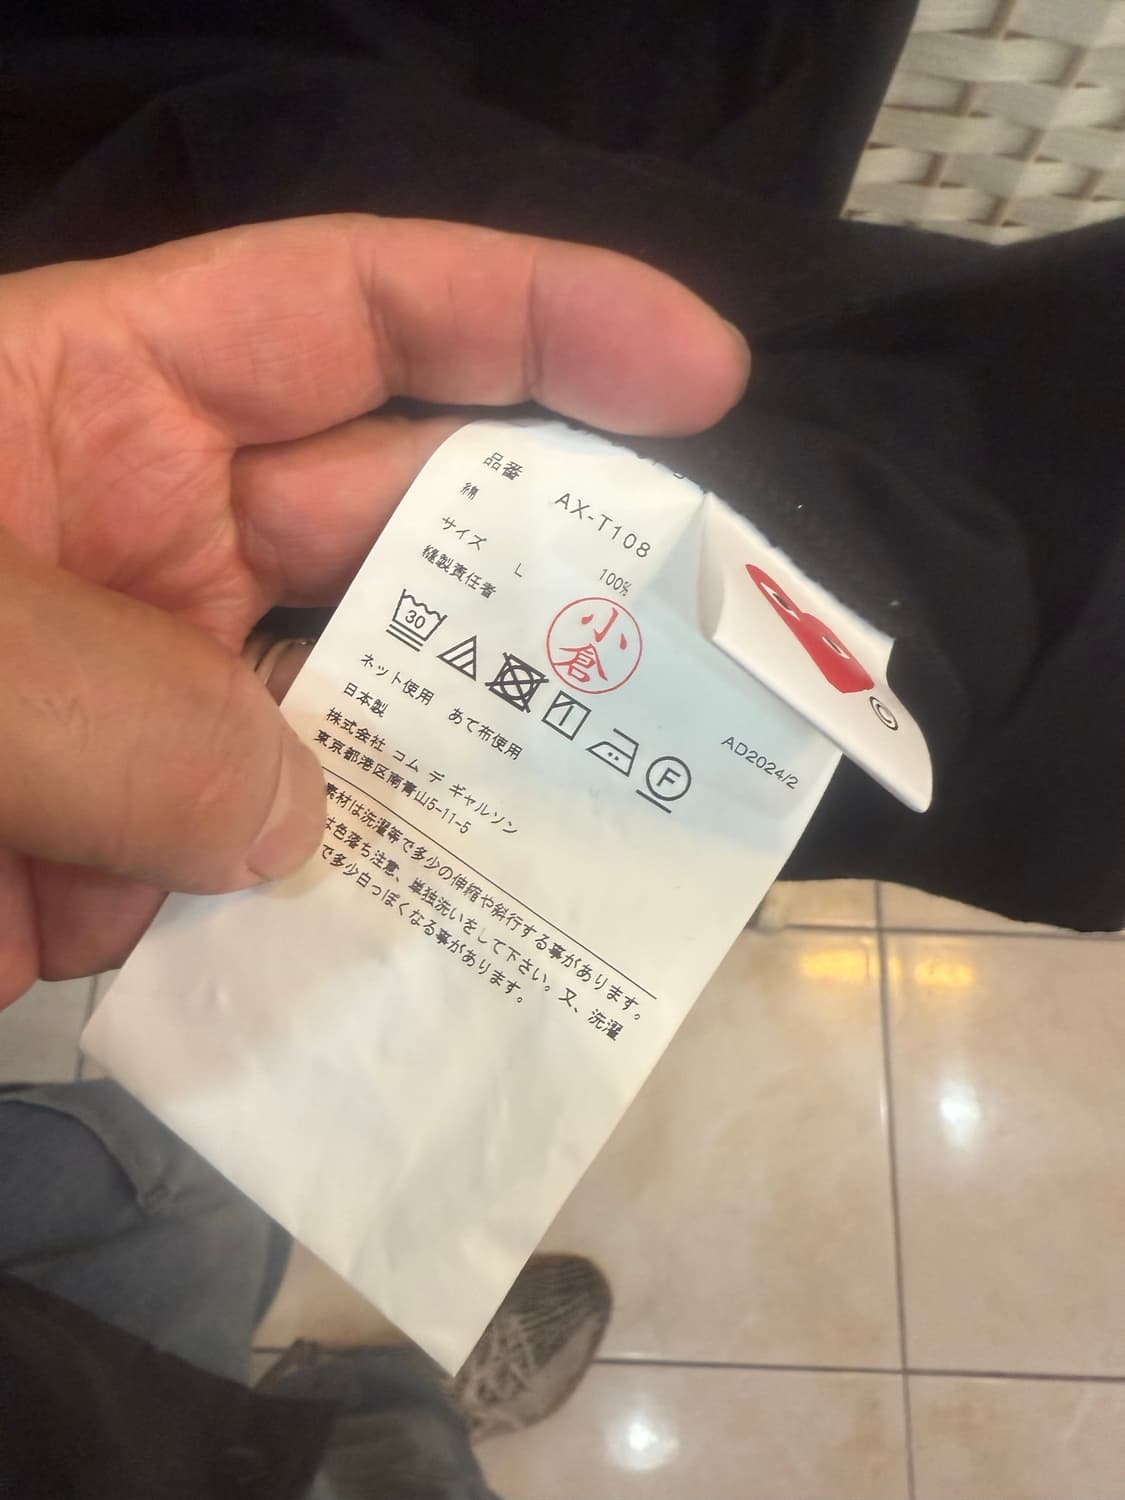 品番 AX-T108
綿 100%
サイズ L
縫製責任者
小倉
30
F
ネット使用 あて布使用
日本製
AD2024/2
株式会社 コム デ ギャルソン
東京都港区南青山5-11-5
素材は洗濯等で多少の伸縮や斜行する事があります。
は色落ち注意、単独洗いをして下さい。又、洗濯
で多少白っぽくなる事があります。
©